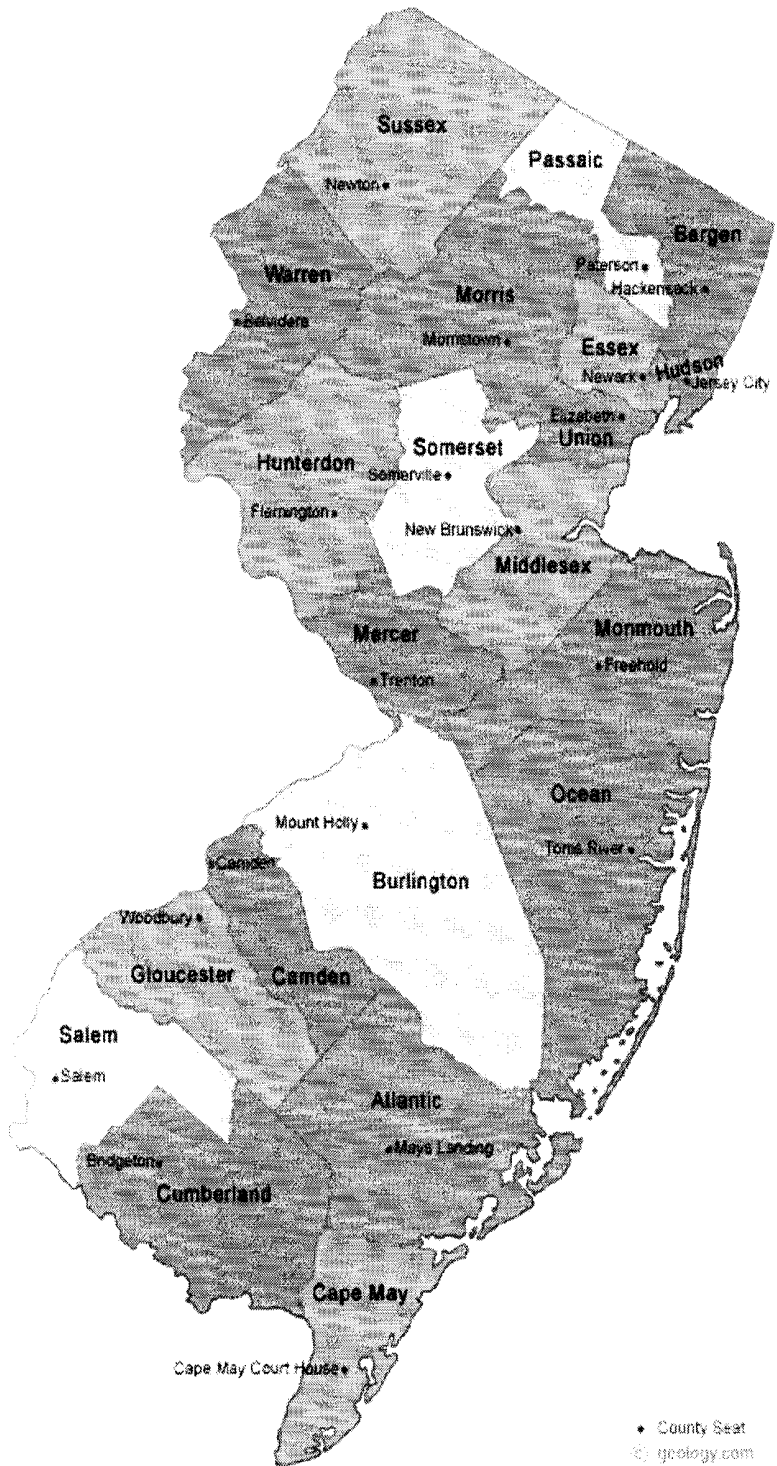 Sussex
Passaic
Newton
Bergen
Paterson
Warren
Hackensack
Morris
Belvidere
Morristown
Essex
Hudson
Newark
Jersey City
Elizabeth
Union
Somerset
Hunterdon
Somerville
Flemington
New Brunswick
Middlesex
Mercer
Monmouth
Freehold
Trenton
Ocean
Mount Holly
Toms River
Camden
Burlington
Woodbury
Gloucester
Camden
Salem
Salem
Atlantic
Mays Landing
Bridgeton
Cumberland
Cape May
Cape May Court House
County Seat
© geology.com